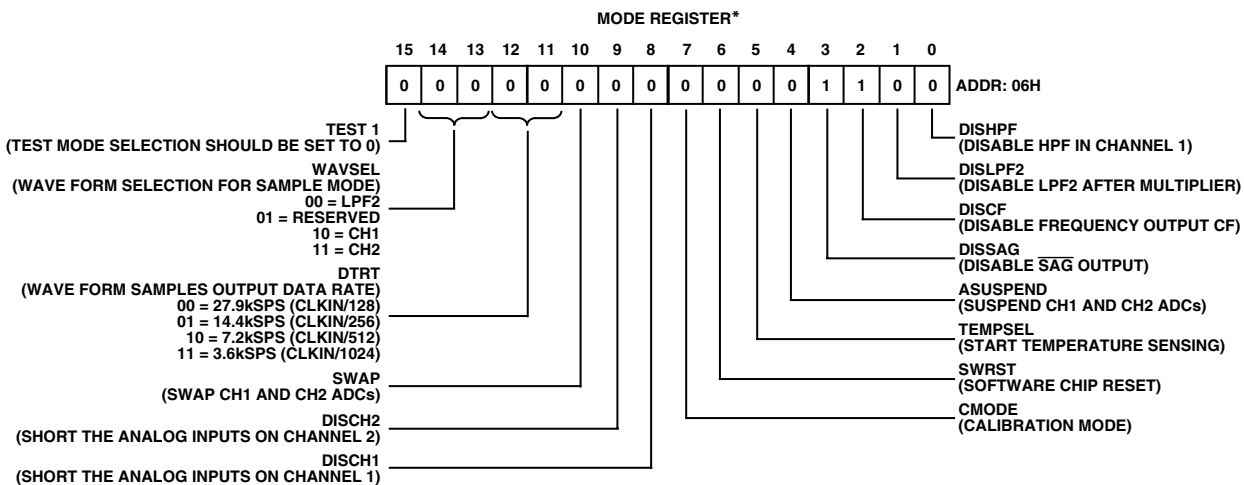 MODE REGISTER*
15 14 13 12 11 10 9 8 7 6 5 4 3 2 1 0
0 0 0 0 0 0 0 0 0 0 0 0 1 1 0 0 ADDR: 06H
TEST 1
(TEST MODE SELECTION SHOULD BE SET TO 0)
WAVSEL
(WAVE FORM SELECTION FOR SAMPLE MODE)
00 = LPF2
01 = RESERVED
10 = CH1
11 = CH2
DTRT
(WAVE FORM SAMPLES OUTPUT DATA RATE)
00 = 27.9kSPS (CLKIN/128)
01 = 14.4kSPS (CLKIN/256)
10 = 7.2kSPS (CLKIN/512)
11 = 3.6kSPS (CLKIN/1024)
SWAP
(SWAP CH1 AND CH2 ADCs)
DISCH2
(SHORT THE ANALOG INPUTS ON CHANNEL 2)
DISCH1
(SHORT THE ANALOG INPUTS ON CHANNEL 1)
DISHPF
(DISABLE HPF IN CHANNEL 1)
DISLPF2
(DISABLE LPF2 AFTER MULTIPLIER)
DISCF
(DISABLE FREQUENCY OUTPUT CF)
DISSAG
(DISABLE SAG OUTPUT)
ASUSPEND
(SUSPEND CH1 AND CH2 ADCs)
TEMPSEL
(START TEMPERATURE SENSING)
SWRST
(SOFTWARE CHIP RESET)
CMODE
(CALIBRATION MODE)